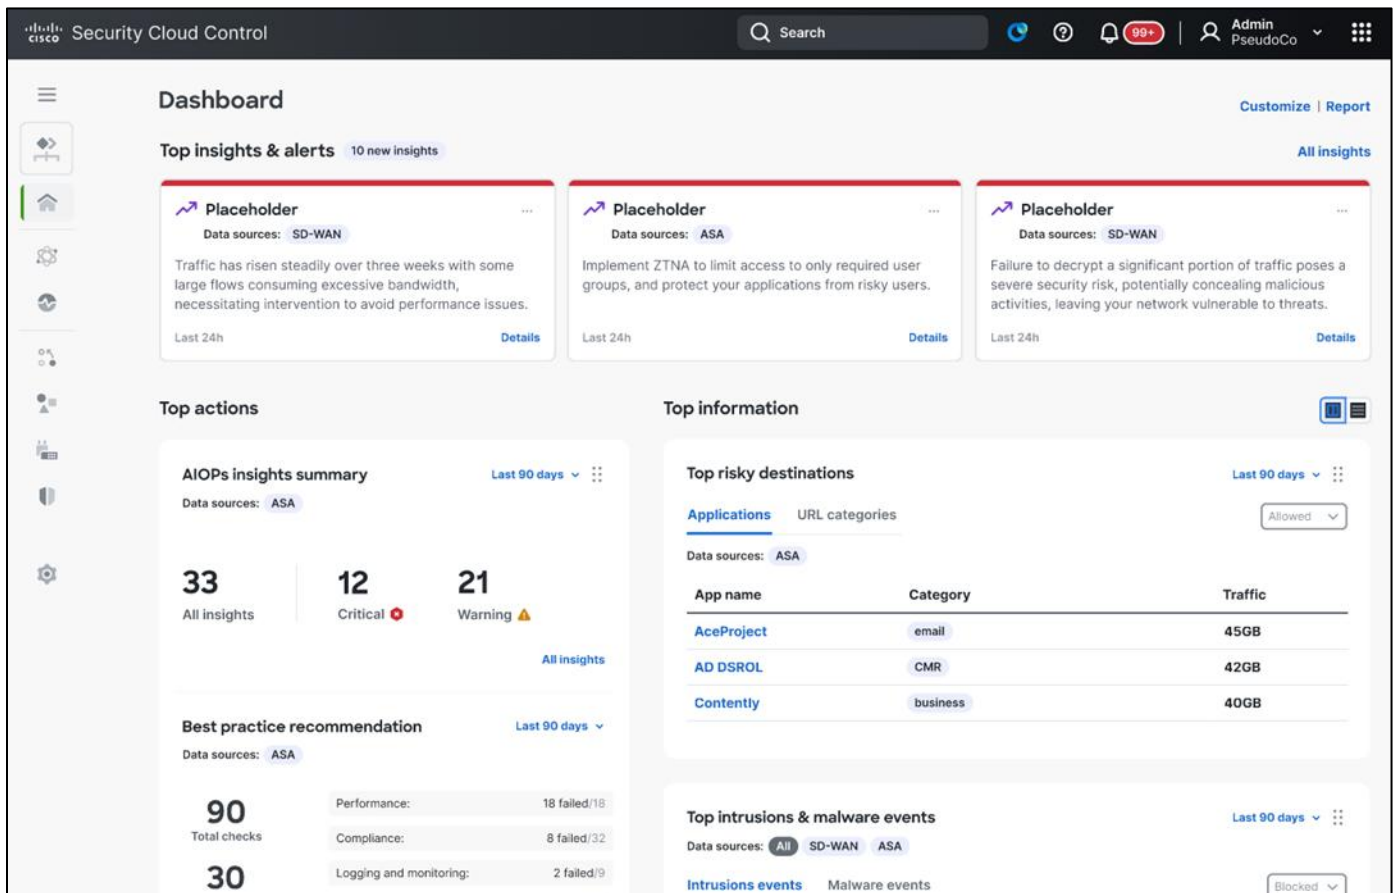 CISCO Security Cloud Control
Search
99+
Admin
PseudoCo
Dashboard
Customize | Report
Top insights & alerts 10 new insights
All insights
Placeholder
...
Data sources: SD-WAN
Traffic has risen steadily over three weeks with some
large flows consuming excessive bandwidth,
necessitating intervention to avoid performance issues.
Last 24h
Details
Placeholder
...
Data sources: ASA
Implement ZTNA to limit access to only required user
groups, and protect your applications from risky users.
Last 24h
Details
Placeholder
...
Data sources: SD-WAN
Failure to decrypt a significant portion of traffic poses a
severe security risk, potentially concealing malicious
activities, leaving your network vulnerable to threats.
Last 24h
Details
Top actions
AIOPs insights summary
Last 90 days
Data sources: ASA
33
All insights
12
Critical
21
Warning
All insights
Best practice recommendation
Last 90 days
Data sources: ASA
90
Total checks
30
Performance: 18 failed/18
Compliance: 8 failed/32
Logging and monitoring: 2 failed/9
Top information
Top risky destinations
Last 90 days
Applications URL categories
Allowed
Data sources: ASA
App name Category Traffic
AceProject email 45GB
AD DSROL CMR 42GB
Contently business 40GB
Top intrusions & malware events
Last 90 days
Data sources: All SD-WAN ASA
Intrusions events Malware events
Blocked